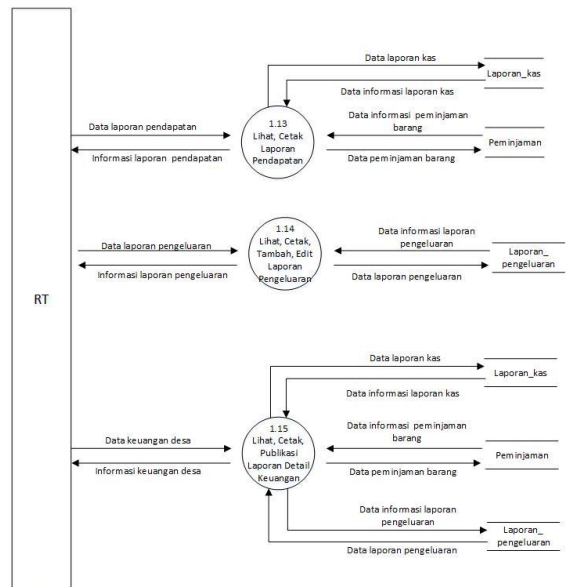 RT
Data laporan kas
Laporan_kas
Data informasi laporan kas
1.13
Lihat, Cetak
Laporan
Pendapatan
Data laporan pendapatan
Informasi laporan pendapatan
Data informasi peminjaman
barang
Peminjaman
Data peminjaman barang
1.14
Lihat, Cetak,
Tambah, Edit
Laporan
Pengeluaran
Data laporan pengeluaran
Informasi laporan pengeluaran
Data informasi laporan
pengeluaran
Laporan_
pengeluaran
Data laporan pengeluaran
Data laporan kas
Laporan_kas
Data informasi laporan kas
1.15
Lihat, Cetak,
Publikasi
Laporan Detail
Keuangan
Data keuangan desa
Informasi keuangan desa
Data informasi peminjaman
barang
Peminjaman
Data peminjaman barang
Data informasi laporan
pengeluaran
Laporan_
pengeluaran
Data laporan pengeluaran